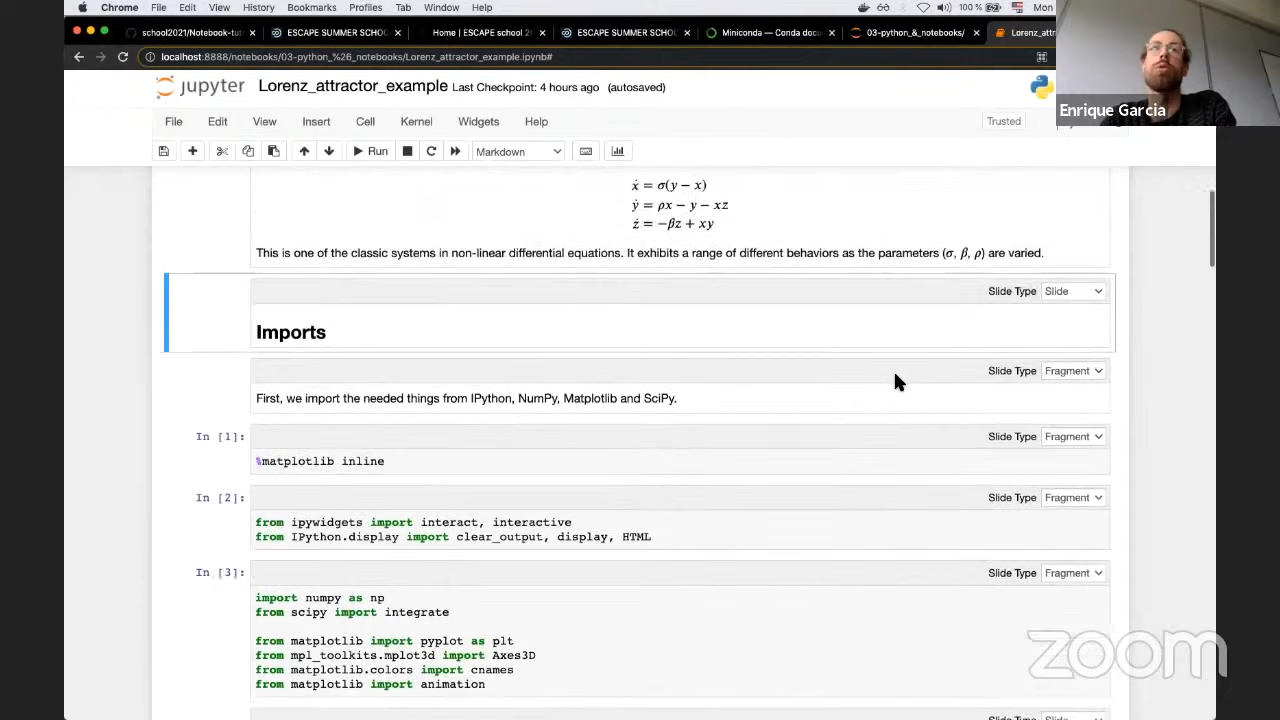 Chrome File Edit View History Bookmarks Profiles Tab Window Help 100 % Mon
school2021/Notebook-tut × ESCAPE SUMMER SCHOO × Home | ESCAPE school 2 × ESCAPE SUMMER SCHOO × Miniconda — Conda docu × 03-python_&_notebooks/ × Lorenz_attr
localhost:8888/notebooks/03-python_%26_notebooks/Lorenz_attractor_example.ipynb#
jupyter Lorenz_attractor_example Last Checkpoint: 4 hours ago (autosaved)
Enrique Garcia
File Edit View Insert Cell Kernel Widgets Help Trusted
Run Markdown
ẋ = σ(y − x)
ẏ = ρx − y − xz
ż = −βz + xy
This is one of the classic systems in non-linear differential equations. It exhibits a range of different behaviors as the parameters (σ, β, ρ) are varied.
Slide Type Slide
Imports
Slide Type Fragment
First, we import the needed things from IPython, NumPy, Matplotlib and SciPy.
In [1]: Slide Type Fragment
%matplotlib inline
In [2]: Slide Type Fragment
from ipywidgets import interact, interactive
from IPython.display import clear_output, display, HTML
In [3]: Slide Type Fragment
import numpy as np
from scipy import integrate
from matplotlib import pyplot as plt
from mpl_toolkits.mplot3d import Axes3D
from matplotlib.colors import cnames
from matplotlib import animation
zoom